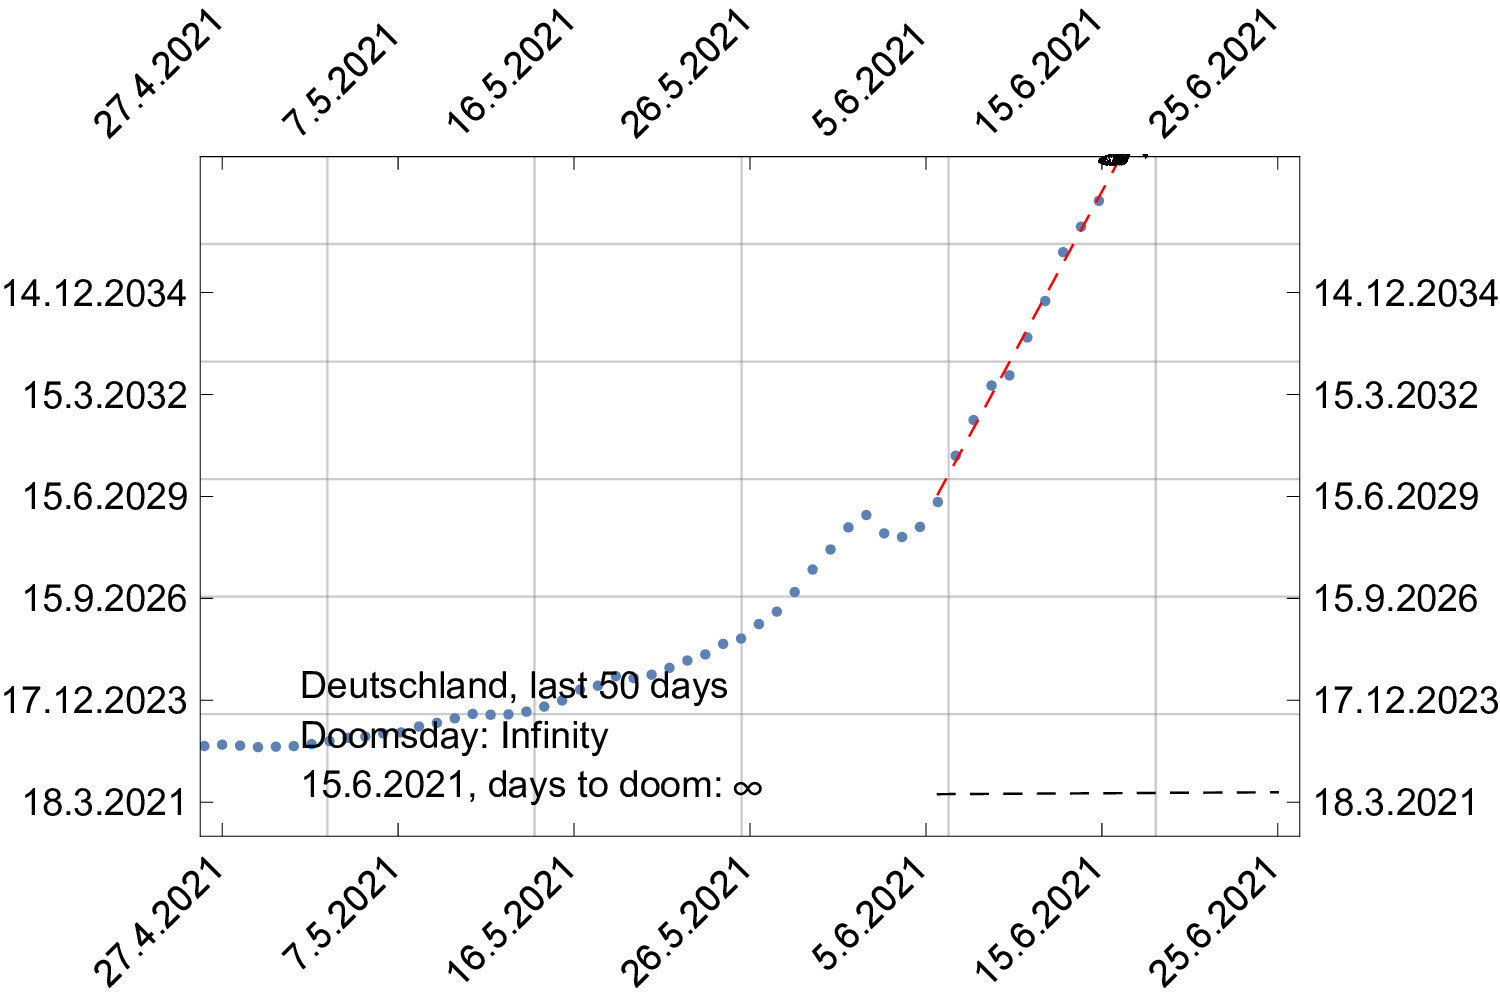 27.4.2021 7.5.2021 16.5.2021 26.5.2021 5.6.2021 15.6.2021 25.6.2021
14.12.2034 14.12.2034
15.3.2032 15.3.2032
15.6.2029 15.6.2029
15.9.2026 15.9.2026
Deutschland, last 50 days
17.12.2023 17.12.2023
Doomsday: Infinity
15.6.2021, days to doom: ∞
18.3.2021 18.3.2021
27.4.2021 7.5.2021 16.5.2021 26.5.2021 5.6.2021 15.6.2021 25.6.2021